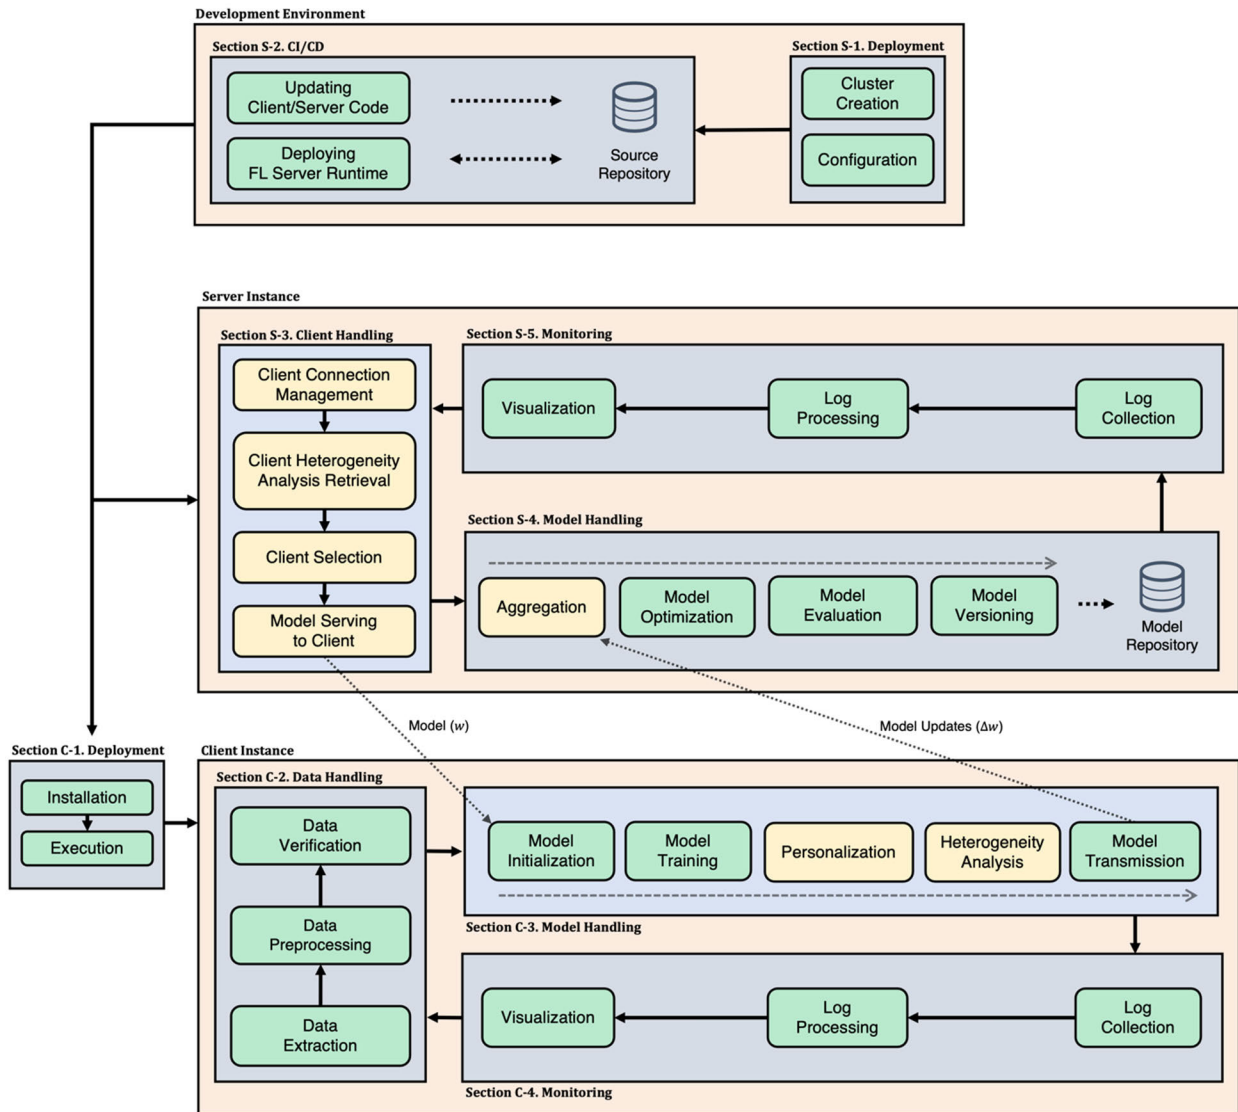 Development Environment
Section S-2. CI/CD
Section S-1. Deployment
Updating
Client/Server Code
Deploying
FL Server Runtime
Source
Repository
Cluster
Creation
Configuration
Server Instance
Section S-3. Client Handling
Client Connection
Management
Client Heterogeneity
Analysis Retrieval
Client Selection
Model Serving
to Client
Section S-5. Monitoring
Visualization
Log
Processing
Log
Collection
Section S-4. Model Handling
Aggregation
Model
Optimization
Model
Evaluation
Model
Versioning
Model
Repository
Model (w)
Model Updates (Δw)
Section C-1. Deployment
Installation
Execution
Client Instance
Section C-2. Data Handling
Data
Verification
Data
Preprocessing
Data
Extraction
Model
Initialization
Model
Training
Personalization
Heterogeneity
Analysis
Model
Transmission
Section C-3. Model Handling
Visualization
Log
Processing
Log
Collection
Section C-4. Monitoring